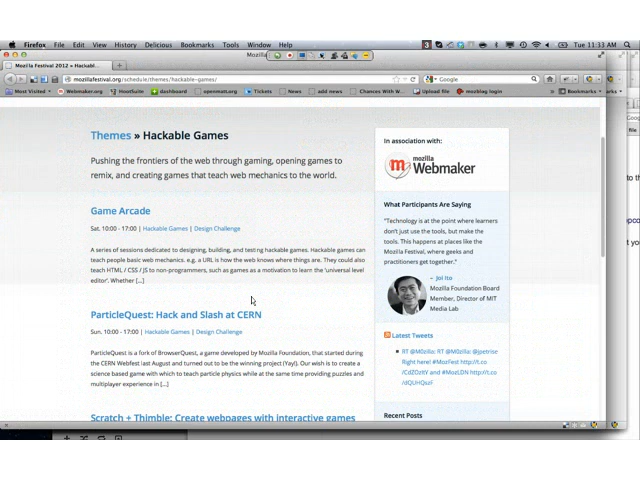 Firefox File Edit View History Delicious Bookmarks Tools Window Help
Tue 11:33 AM
Mozilla Festival 2012 » Hackabl...
mozillafestival.org/schedule/themes/hackable-games/
Google
Most Visited Webmaker.org HootSuite dashboard openmatt.org Tickets News add news Chances With W... Upload file mozblog login Bookmarks
Themes » Hackable Games
Pushing the frontiers of the web through gaming, opening games to
remix, and creating games that teach web mechanics to the world.
Game Arcade
Sat. 10:00 - 17:00 | Hackable Games | Design Challenge
A series of sessions dedicated to designing, building, and testing hackable games. Hackable games can
teach people basic web mechanics. e.g. a URL is how the web knows where things are. They could also
teach HTML / CSS / JS to non-programmers, such as games as a motivation to learn the 'universal level
editor'. Whether [...]
ParticleQuest: Hack and Slash at CERN
Sun. 10:00 - 17:00 | Hackable Games | Design Challenge
ParticleQuest is a fork of BrowserQuest, a game developed by Mozilla Foundation, that started during
the CERN Webfest last August and turned out to be the winning project (Yay!). Our wish is to create a
science based game with which to teach particle physics while at the same time providing puzzles and
multiplayer experience in [...]
Scratch + Thimble: Create webpages with interactive games
In association with:
m
mozilla
Webmaker
What Participants Are Saying
"Technology is at the point where learners
don't just use the tools, but make the
tools. This happens at places like the
Mozilla Festival, where geeks and
practitioners get together."
– Joi Ito
Mozilla Foundation Board
Member, Director of MIT
Media Lab
Latest Tweets
RT @M0zilla: RT @M0zilla: @jpetrise
Right here! #MozFest http://t.co
#MozLDN http://t.co
Recent Posts